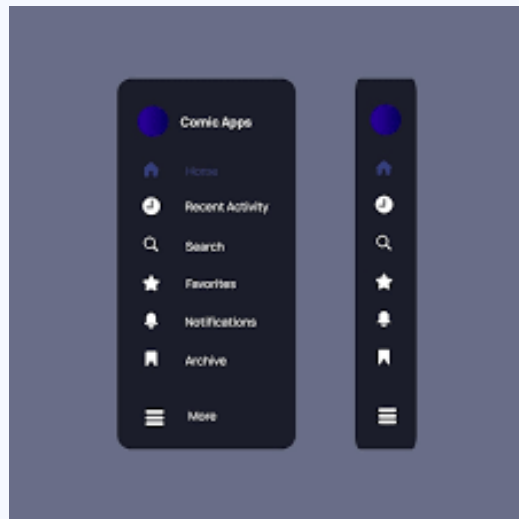 Comic Apps
Home
Recent Activity
Search
Favorites
Notifications
Archive
More